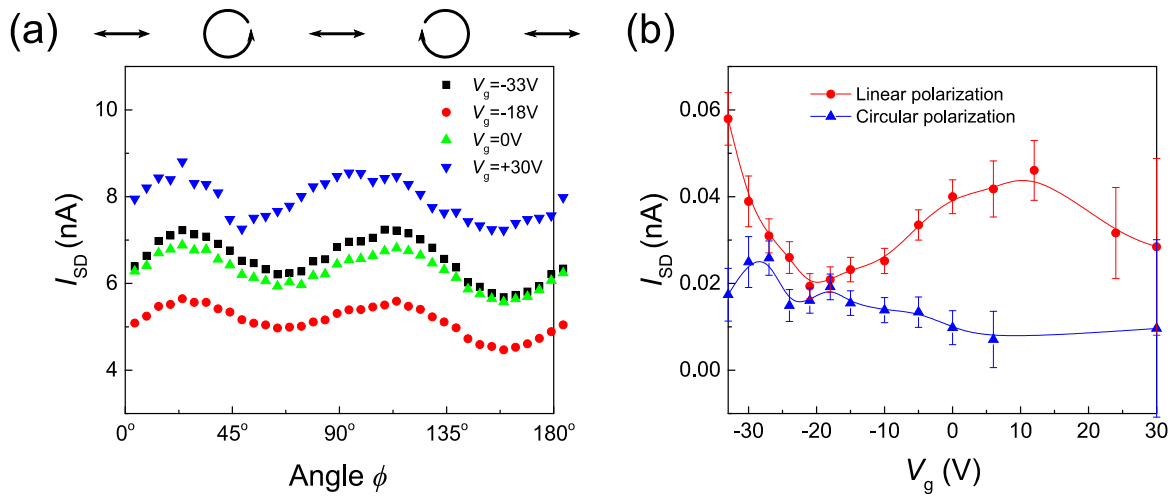 (a)
10
8
6
4
I_SD (nA)
0° 45° 90° 135° 180°
Angle ϕ
V_g=-33V
V_g=-18V
V_g=0V
V_g=+30V
(b)
0.06
0.04
0.02
0.00
I_SD (nA)
-30 -20 -10 0 10 20 30
V_g (V)
Linear polarization
Circular polarization